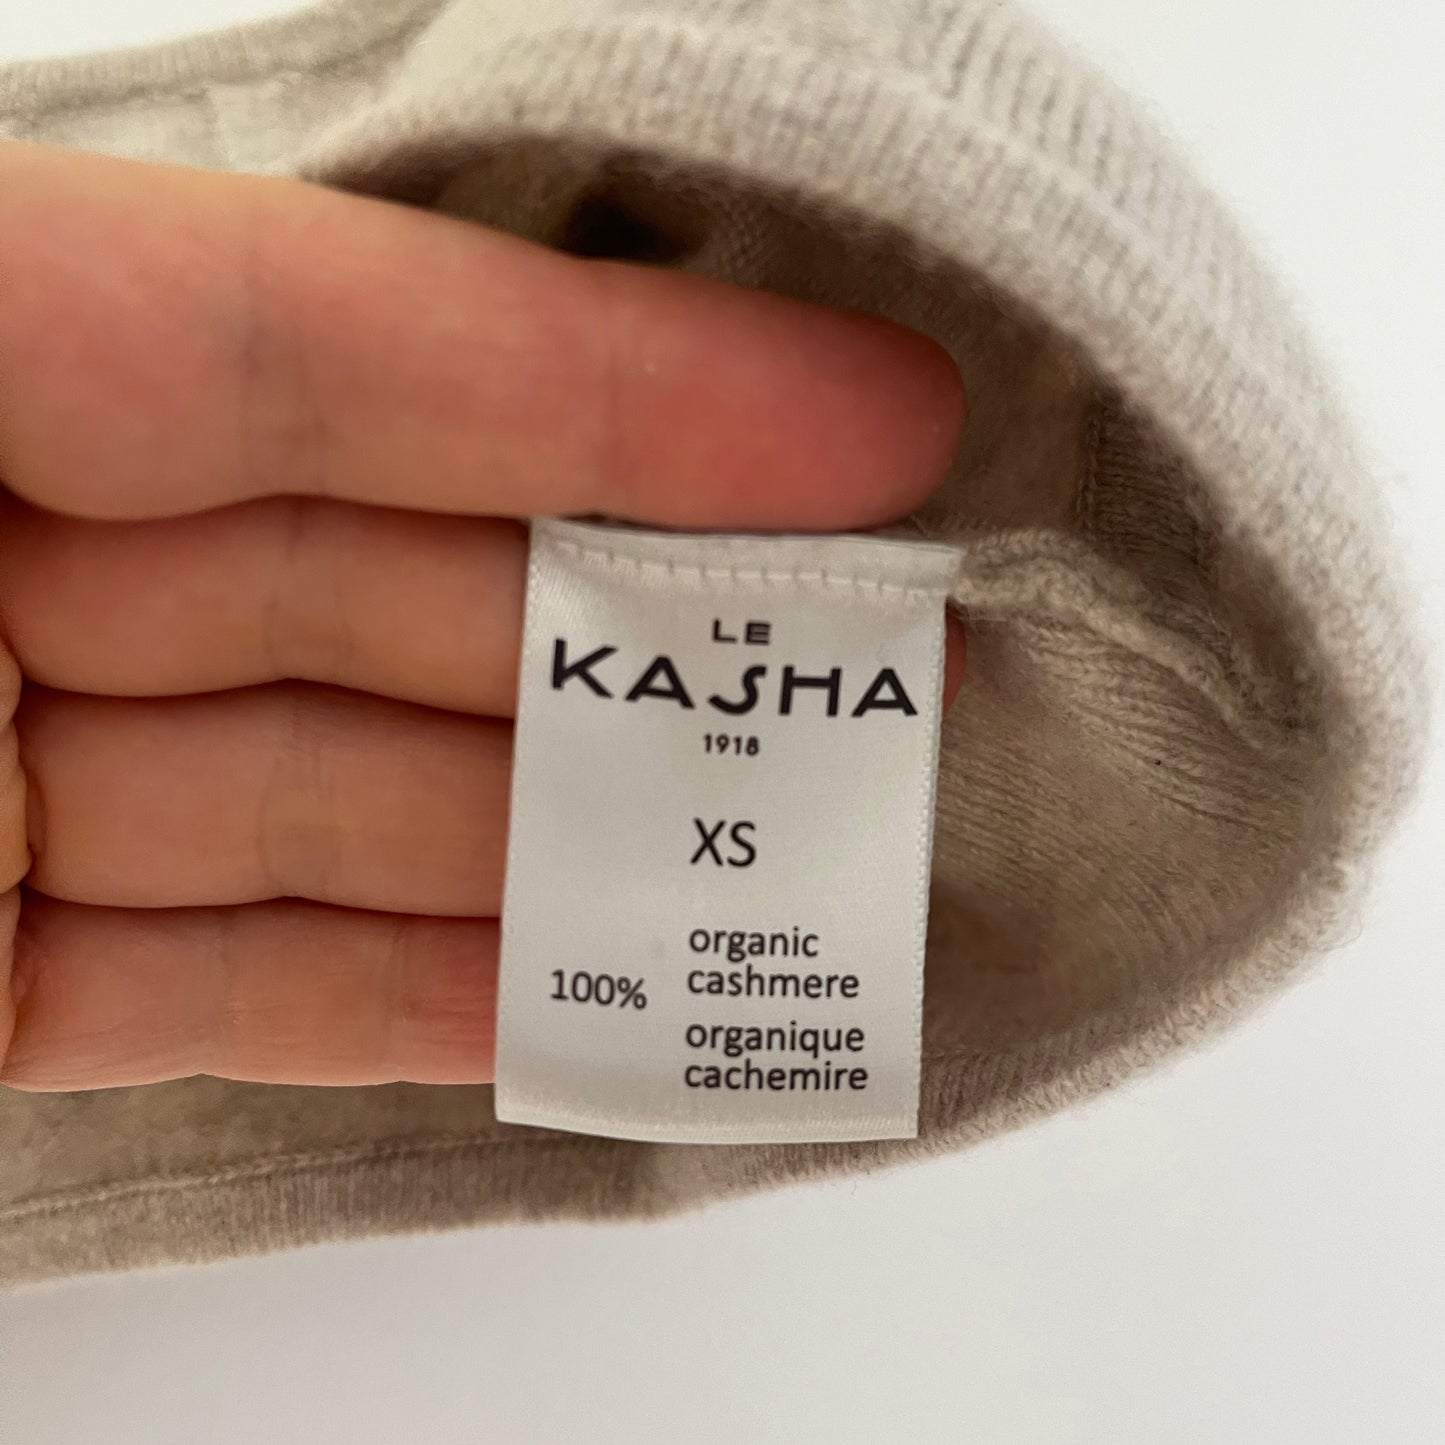 LE
KASHA
1918
XS
100%
organic
cashmere
organique
cachemire